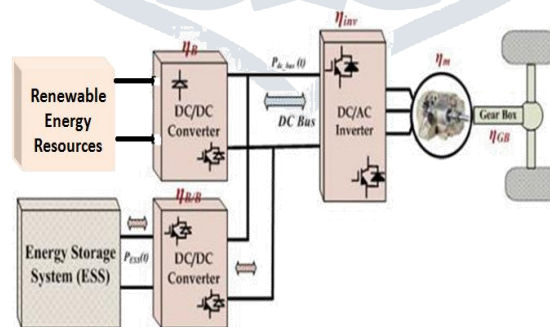 Renewable
Energy
Resources
η_B
DC/DC
Converter
P_dc_bus (t)
DC Bus
η_inv
DC/AC
Inverter
η_m
Gear Box
η_GB
Energy Storage
System (ESS)
P_ESS(t)
η_B/B
DC/DC
Converter